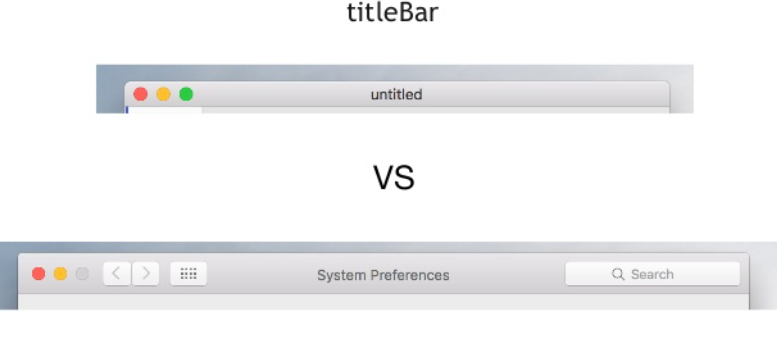 titleBar
untitled
VS
System Preferences
Search